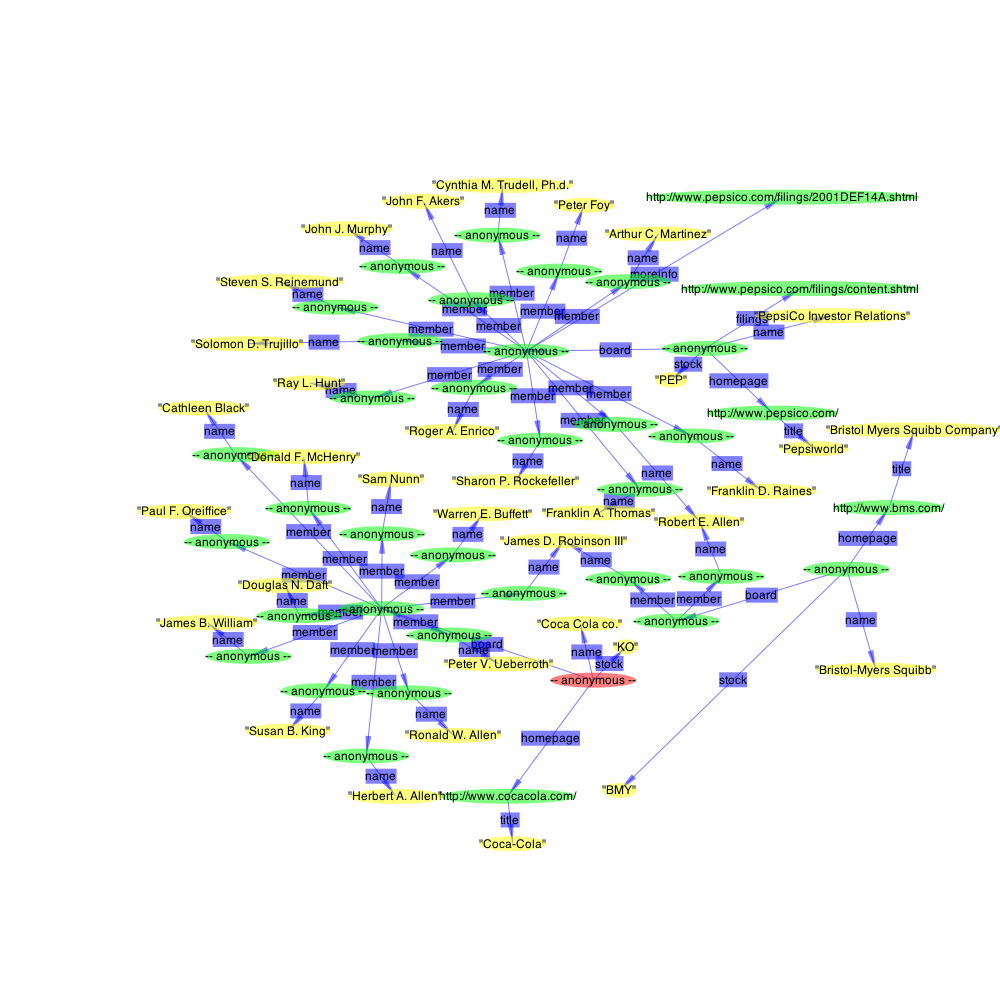 "Cynthia M. Trudell, Ph.d."
http://www.pepsico.com/filings/2001DEF14A.shtml
"John F. Akers"
"Peter Foy"
name
"John J. Murphy"
"Arthur C. Martinez"
-- anonymous --
name
name
name
name
-- anonymous --
-- anonymous --
moreinfo
-- anonymous --
"Steven S. Reinemund"
name
http://www.pepsico.com/filings/content.shtml
member
-- anonymous --
-- anonymous --
member
member
member
filings
"PepsiCo Investor Relations"
member
member
name
"Solomon D. Trujillo"
name
-- anonymous --
member
-- anonymous --
board
-- anonymous --
stock
member
member
"PEP"
homepage
"Ray L. Hunt"
name
-- anonymous --
-- anonymous --
member
member
member
"Cathleen Black"
name
http://www.pepsico.com/
member
-- anonymous --
name
"Roger A. Enrico"
title
"Bristol Myers Squibb Company"
-- anonymous --
-- anonymous --
"Pepsiworld"
-- anonymous --
"Donald F. McHenry"
name
name
name
title
"Sam Nunn"
"Sharon P. Rockefeller"
name
-- anonymous --
"Franklin D. Raines"
name
name
"Paul F. Oreiffice"
-- anonymous --
"Warren E. Buffett"
"Franklin A. Thomas"
"Robert E. Allen"
http://www.bms.com/
name
member
-- anonymous --
name
"James D. Robinson III"
homepage
-- anonymous --
member
-- anonymous --
name
name
name
member
member
member
-- anonymous --
-- anonymous --
-- anonymous --
"Douglas N. Daft"
name
-- anonymous --
member
member
member
board
-- anonymous --
member
-- anonymous --
"James B. William"
member
"Coca Cola co."
-- anonymous --
name
name
member
-- anonymous --
board
"KO"
member
member
name
name
-- anonymous --
"Peter V. Ueberroth"
stock
"Bristol-Myers Squibb"
member
-- anonymous --
stock
-- anonymous --
-- anonymous --
name
name
"Susan B. King"
"Ronald W. Allen"
homepage
-- anonymous --
name
"BMY"
"Herbert A. Allen"
http://www.cocacola.com/
title
"Coca-Cola"